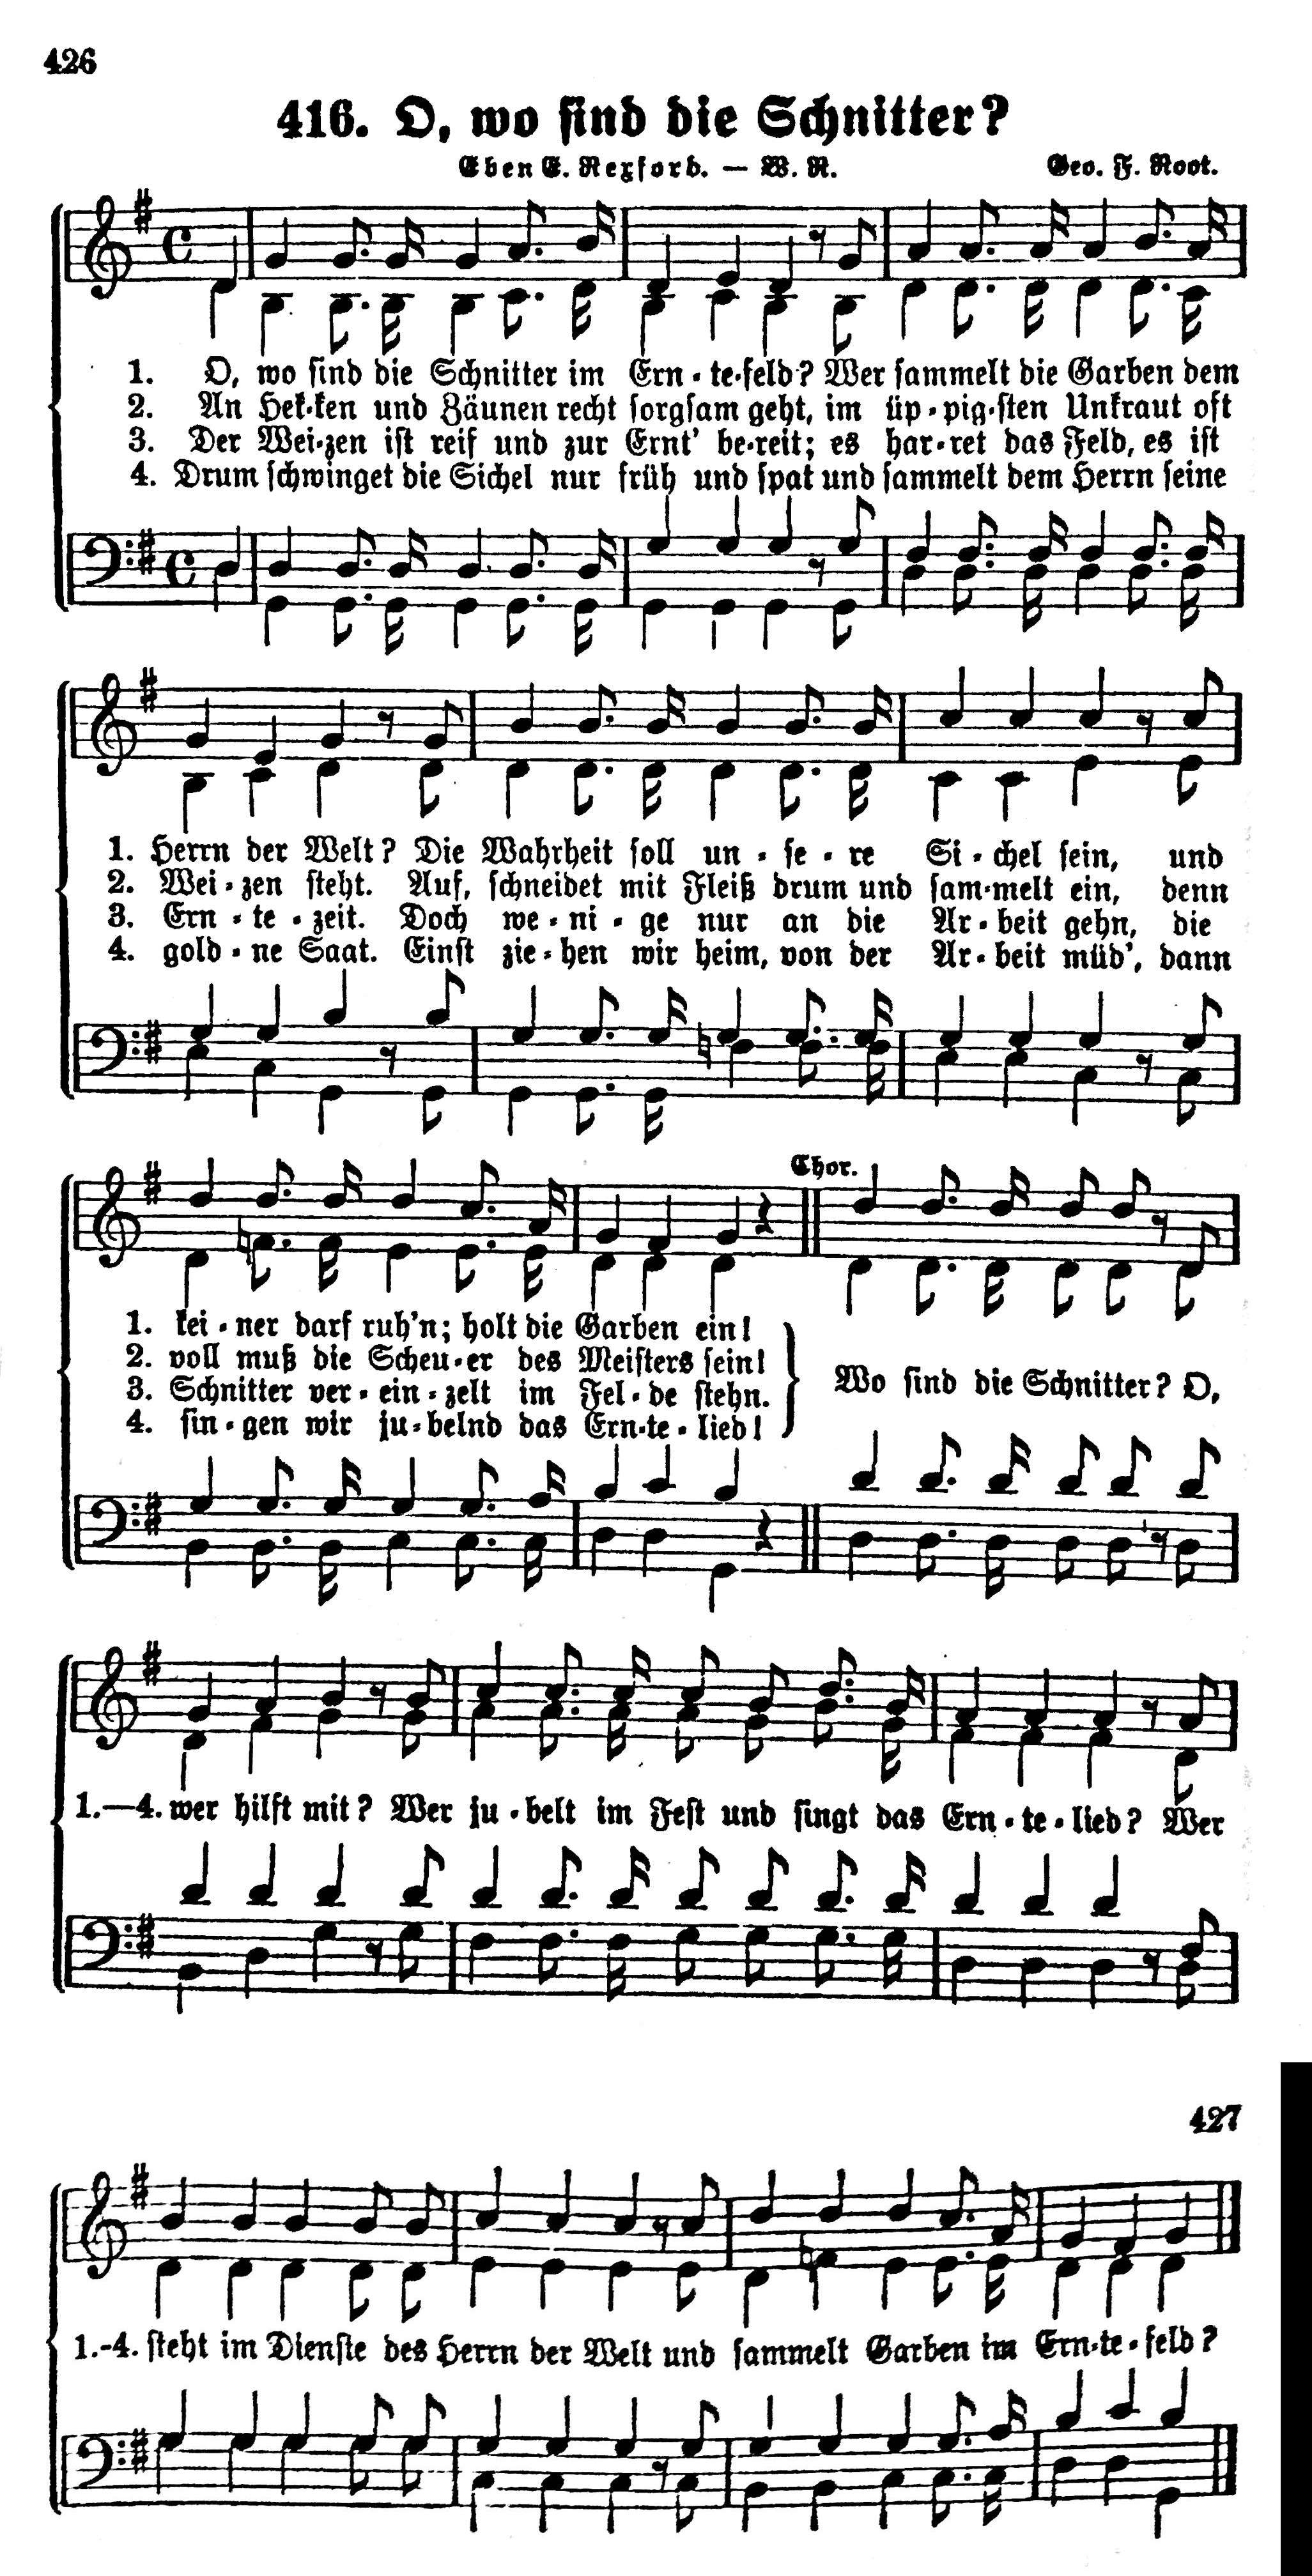 426
416. O, wo sind die Schnitter?
Eben E. Rexford. — W. R.
Geo. F. Root.
1. O, wo sind die Schnitter im Ern-te-feld? Wer sammelt die Garben dem
2. An Hek-ken und Zäunen recht sorgsam geht, im üp-pig-sten Unkraut oft
3. Der Wei-zen ist reif und zur Ernt' be-reit; es har-ret das Feld, es ist
4. Drum schwinget die Sichel nur früh und spat und sammelt dem Herrn seine
1. Herrn der Welt? Die Wahrheit soll un-se-re Si-chel sein, und
2. Wei-zen steht. Auf, schneidet mit Fleiß drum und sam-melt ein, denn
3. Ern-te-zeit. Doch we-ni-ge nur an die Ar-beit gehn, die
4. gold-ne Saat. Einst zie-hen wir heim, von der Ar-beit müd', dann
Chor.
1. kei-ner darf ruh'n; holt die Garben ein!
2. voll muß die Scheu-er des Meisters sein!
3. Schnitter ver-ein-zelt im Fel-de stehn.
4. sin-gen wir ju-belnd das Ern-te-lied!
Wo sind die Schnitter? O,
1.—4. wer hilft mit? Wer ju-belt im Fest und singt das Ern-te-lied? Wer
427
1.-4. steht im Dienste des Herrn der Welt und sammelt Garben im Ern-te-feld?